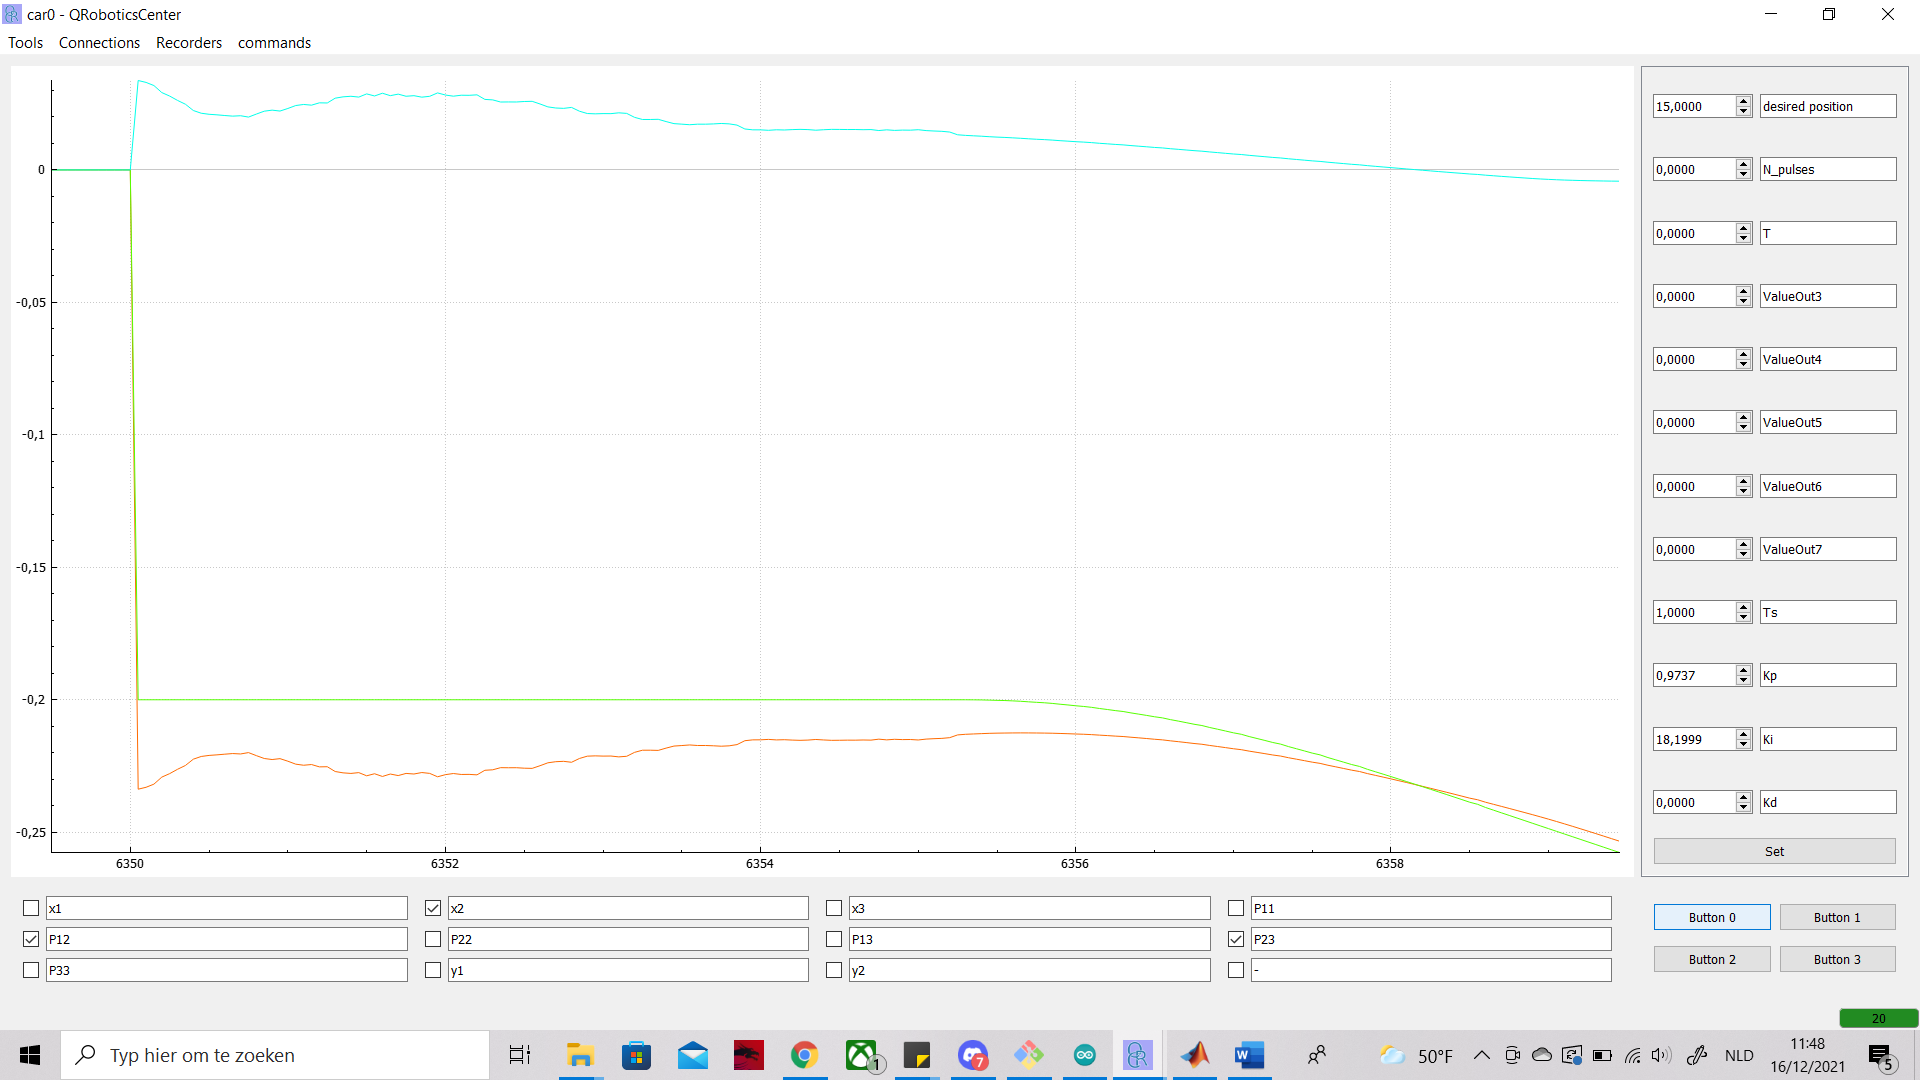 car0 - QRoboticsCenter
Tools Connections Recorders commands
0
-0,05
-0,1
-0,15
-0,2
-0,25
6350 6352 6354 6356 6358
15,0000 desired position
0,0000 N_pulses
0,0000 T
0,0000 ValueOut3
0,0000 ValueOut4
0,0000 ValueOut5
0,0000 ValueOut6
0,0000 ValueOut7
1,0000 Ts
0,9737 Kp
18,1999 Ki
0,0000 Kd
Set
x1 x2 x3 P11
P12 P22 P13 P23
P33 y1 y2 -
Button 0 Button 1
Button 2 Button 3
20
Typ hier om te zoeken
1
7
50°F
NLD
11:48
16/12/2021
5